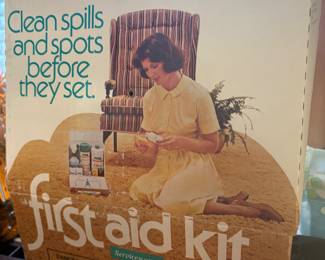 Clean spills
and spots
before
they set.
first aid kit